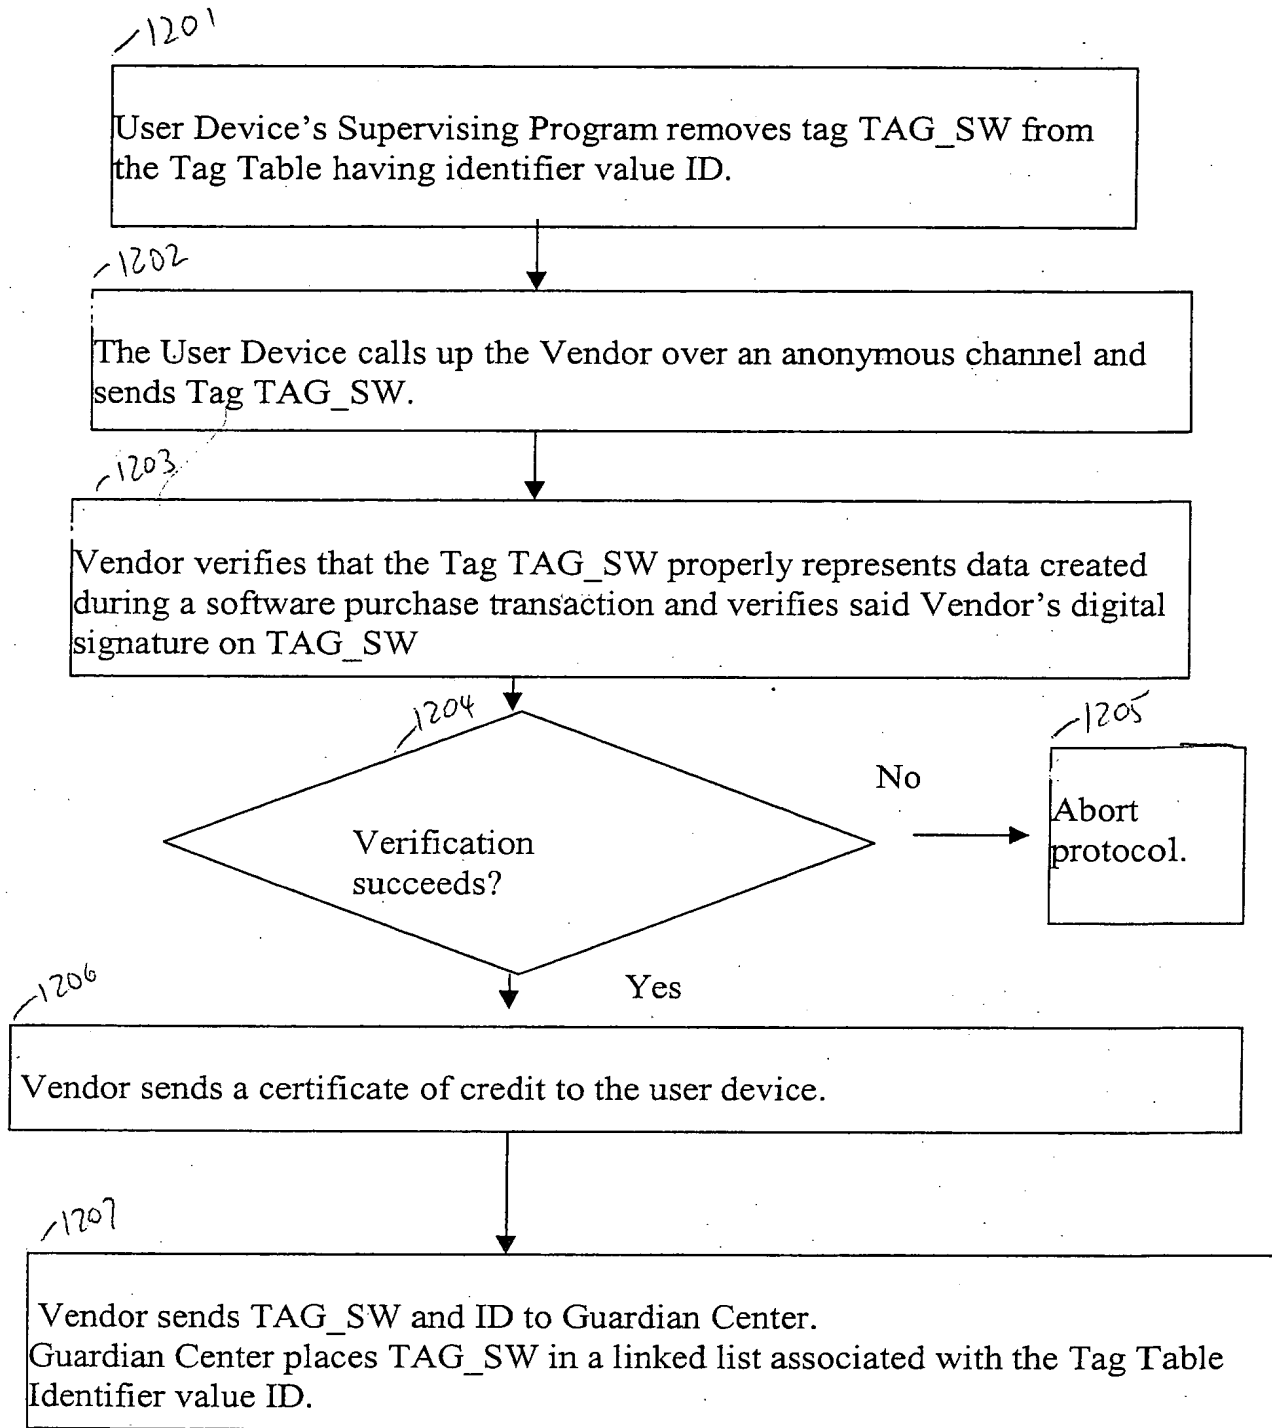 1201
User Device's Supervising Program removes tag TAG_SW from
the Tag Table having identifier value ID.
1202
The User Device calls up the Vendor over an anonymous channel and
sends Tag TAG_SW.
1203
Vendor verifies that the Tag TAG_SW properly represents data created
during a software purchase transaction and verifies said Vendor's digital
signature on TAG_SW
1204
Verification
succeeds?
No
1205
Abort
protocol.
Yes
1206
Vendor sends a certificate of credit to the user device.
1207
Vendor sends TAG_SW and ID to Guardian Center.
Guardian Center places TAG_SW in a linked list associated with the Tag Table
Identifier value ID.